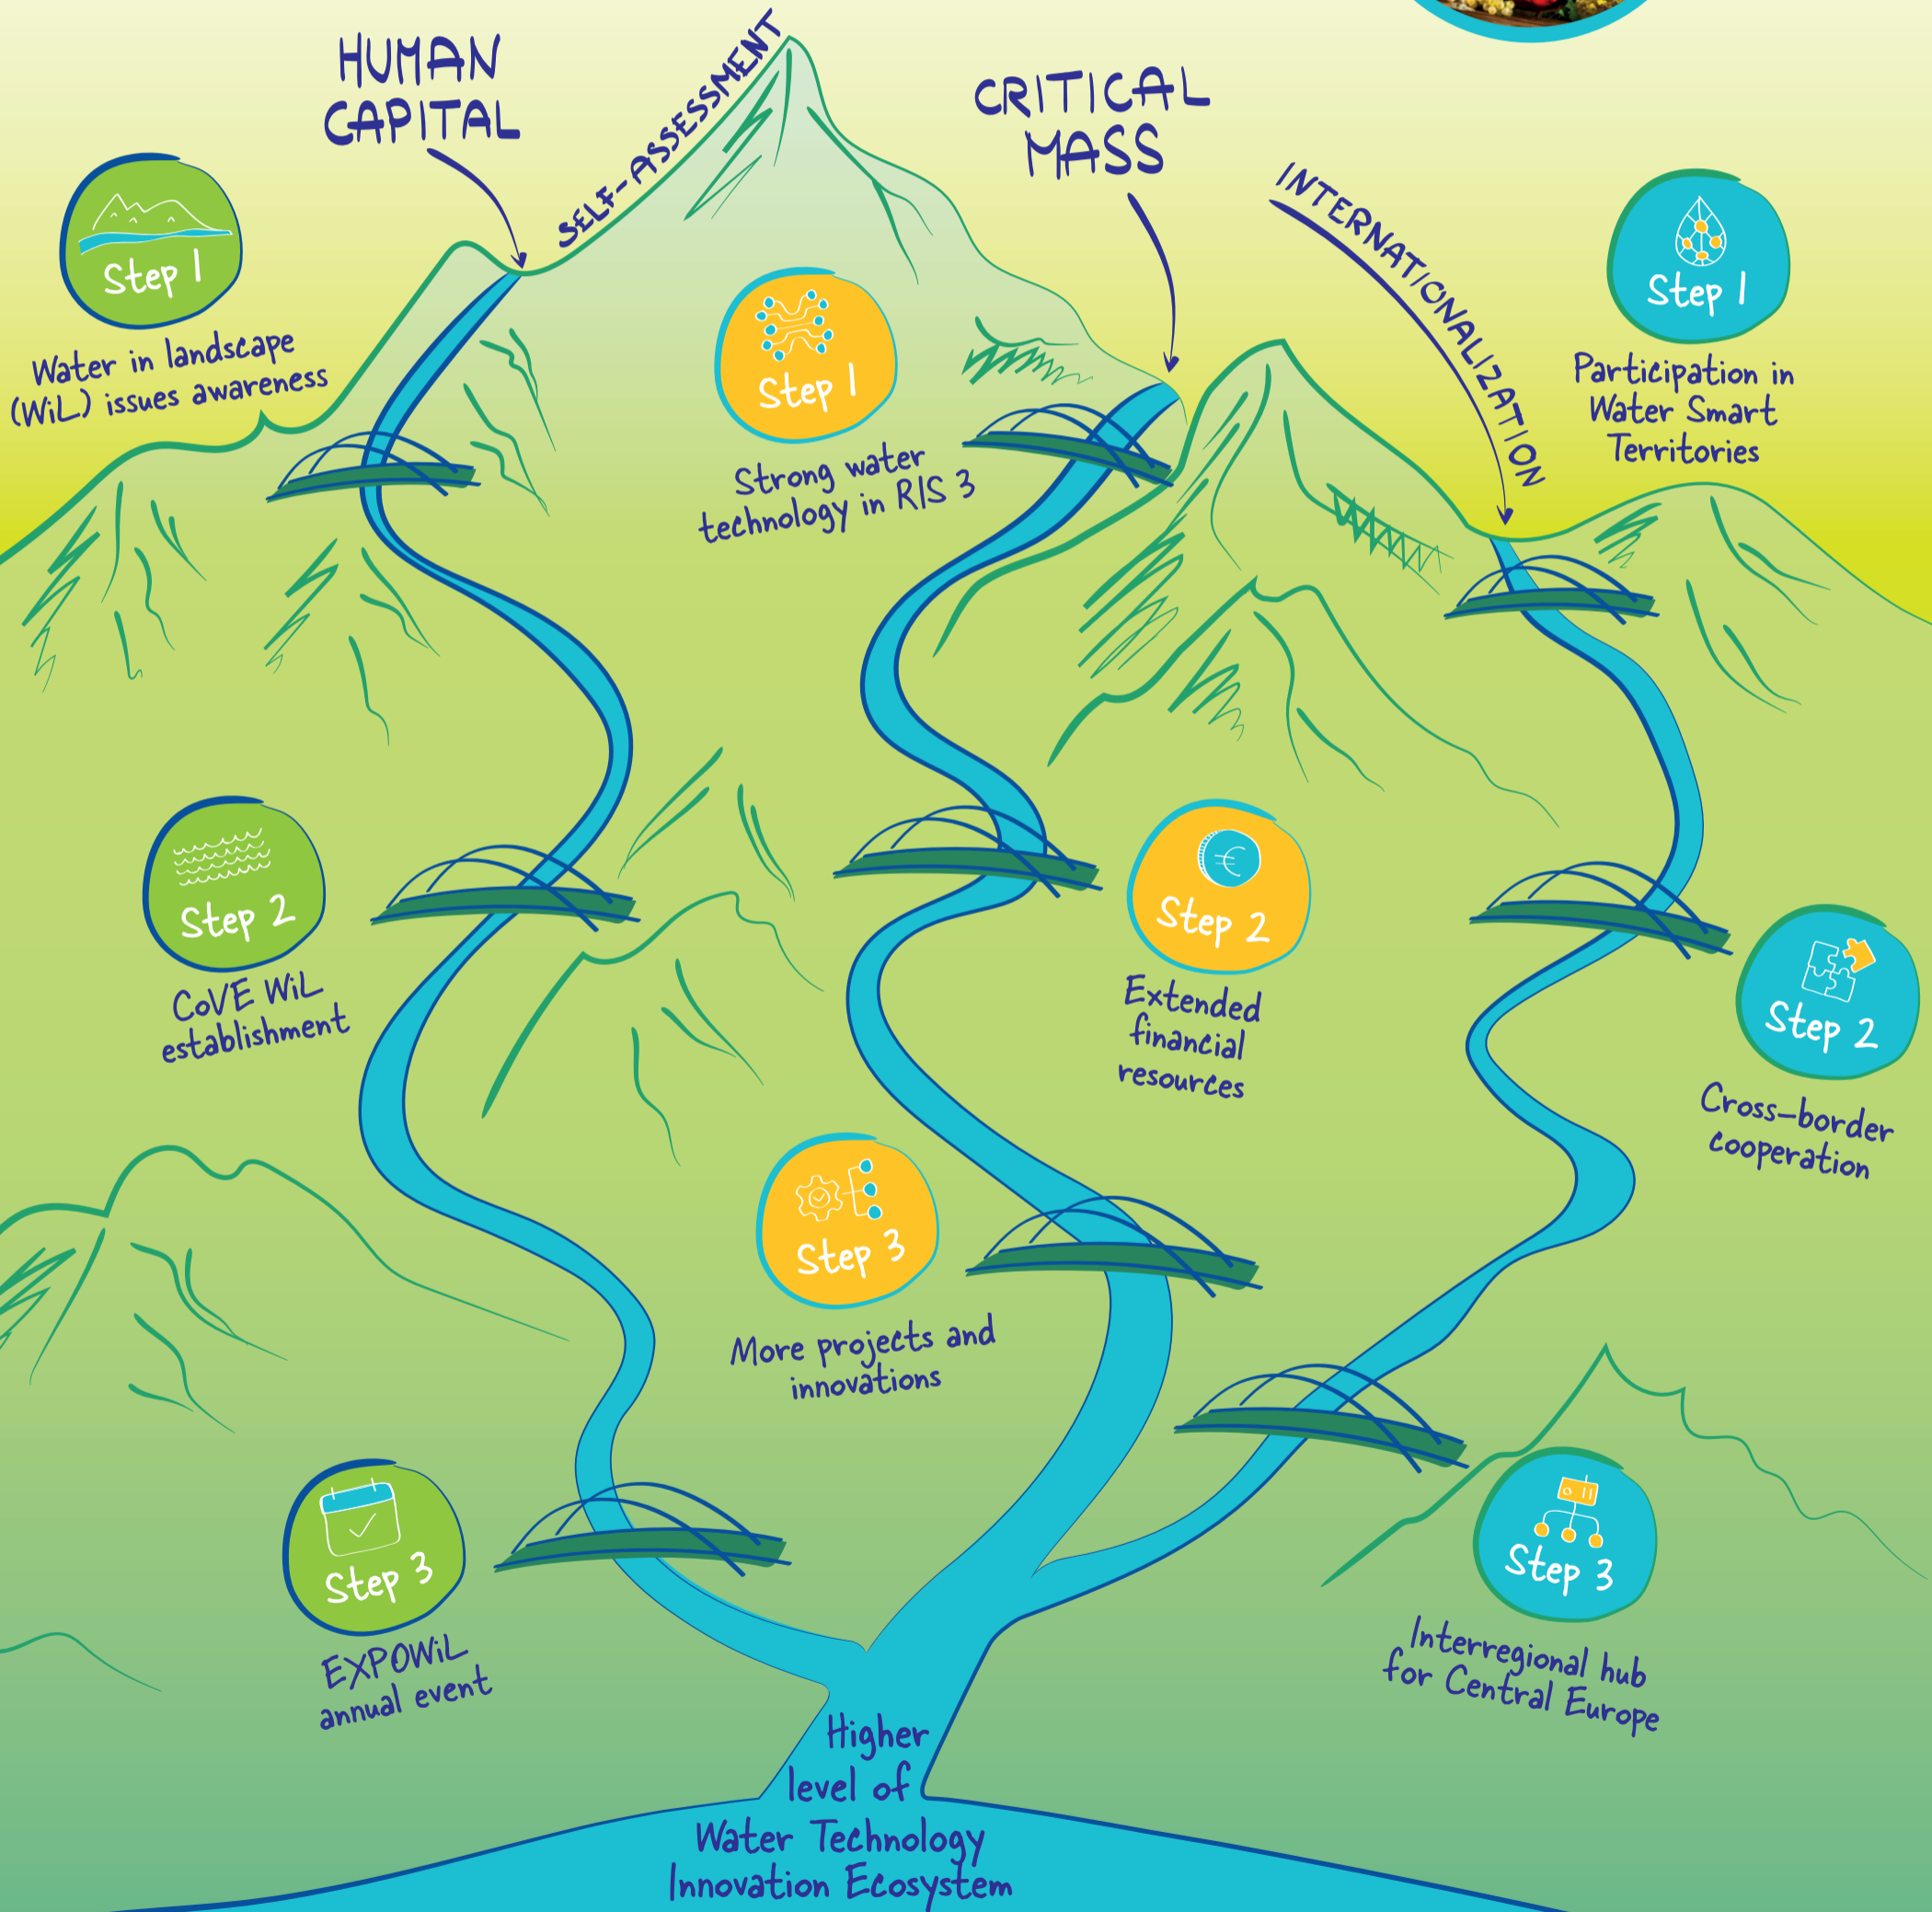 HUMAN
CAPITAL
SELF-ASSESSMENT
CRITICAL
MASS
INTERNATIONALIZATION
Step 1
Water in landscape
(WiL) issues awareness
Step 1
Strong water
technology in RIS 3
Step 1
Participation in
Water Smart
Territories
Step 2
CoVE WiL
establishment
Step 2
Extended
financial
resources
Step 2
Cross-border
cooperation
Step 3
More projects and
innovations
Step 3
EXPOWiL
annual event
Step 3
Interregional hub
for Central Europe
Higher
level of
Water Technology
Innovation Ecosystem